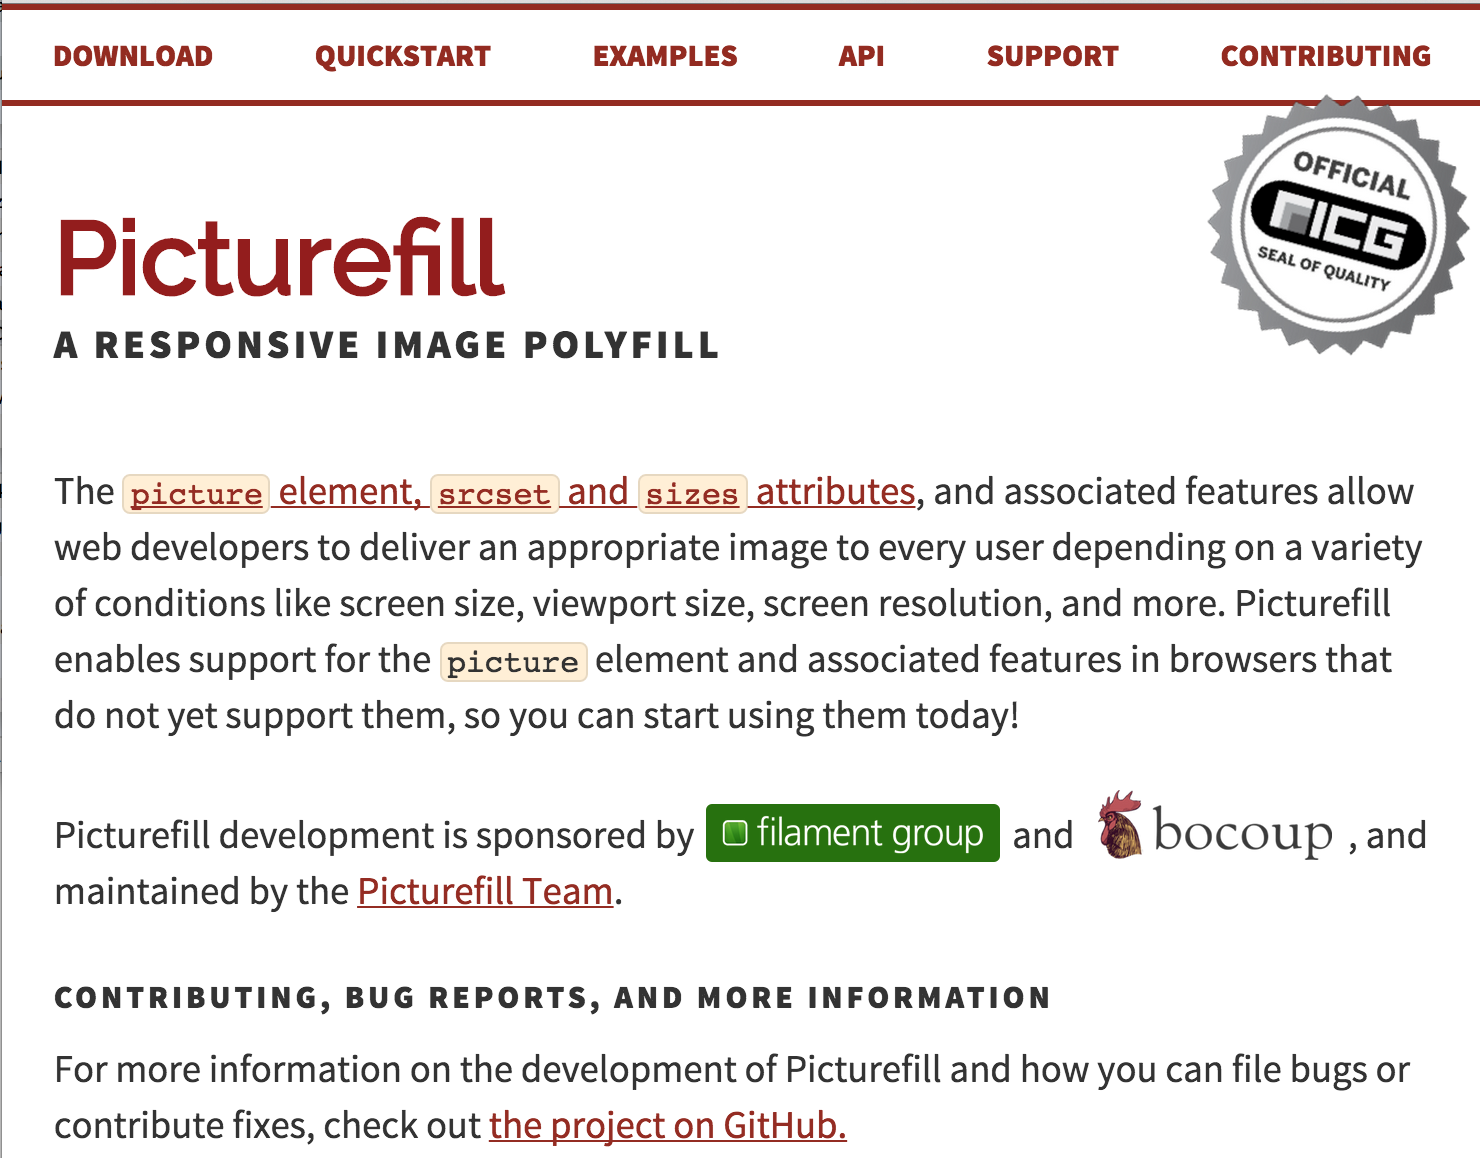 DOWNLOAD QUICKSTART EXAMPLES API SUPPORT CONTRIBUTING
OFFICIAL
RICG
SEAL OF QUALITY
Picturefill
A RESPONSIVE IMAGE POLYFILL
The picture element, srcset and sizes attributes, and associated features allow
web developers to deliver an appropriate image to every user depending on a variety
of conditions like screen size, viewport size, screen resolution, and more. Picturefill
enables support for the picture element and associated features in browsers that
do not yet support them, so you can start using them today!
Picturefill development is sponsored by filament group and bocoup , and
maintained by the Picturefill Team.
CONTRIBUTING, BUG REPORTS, AND MORE INFORMATION
For more information on the development of Picturefill and how you can file bugs or
contribute fixes, check out the project on GitHub.